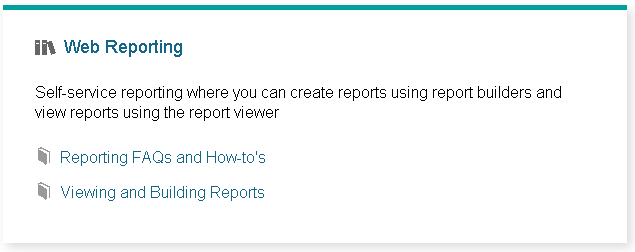 Web Reporting
Self-service reporting where you can create reports using report builders and
view reports using the report viewer
Reporting FAQs and How-to's
Viewing and Building Reports